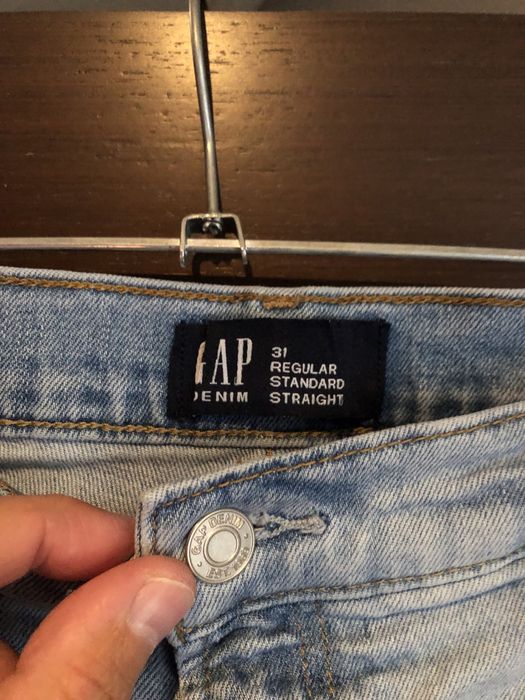 GAP
DENIM
31
REGULAR
STANDARD
STRAIGHT
GAP DENIM